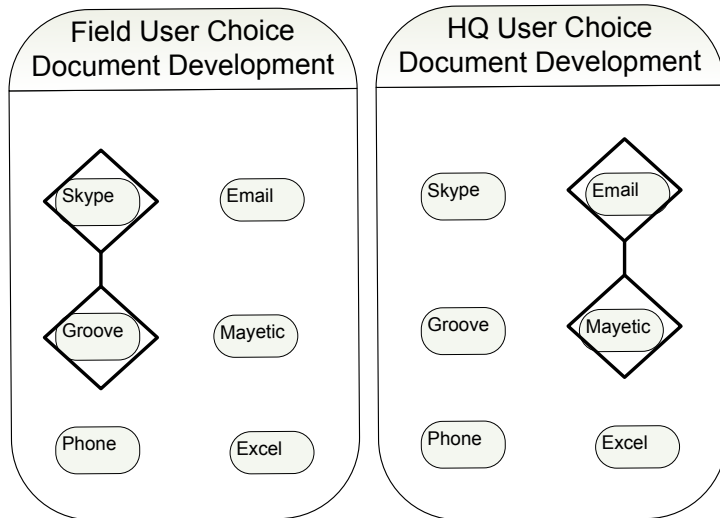 Field User Choice
Document Development
Skype
Email
Groove
Mayetic
Phone
Excel
HQ User Choice
Document Development
Skype
Email
Groove
Mayetic
Phone
Excel